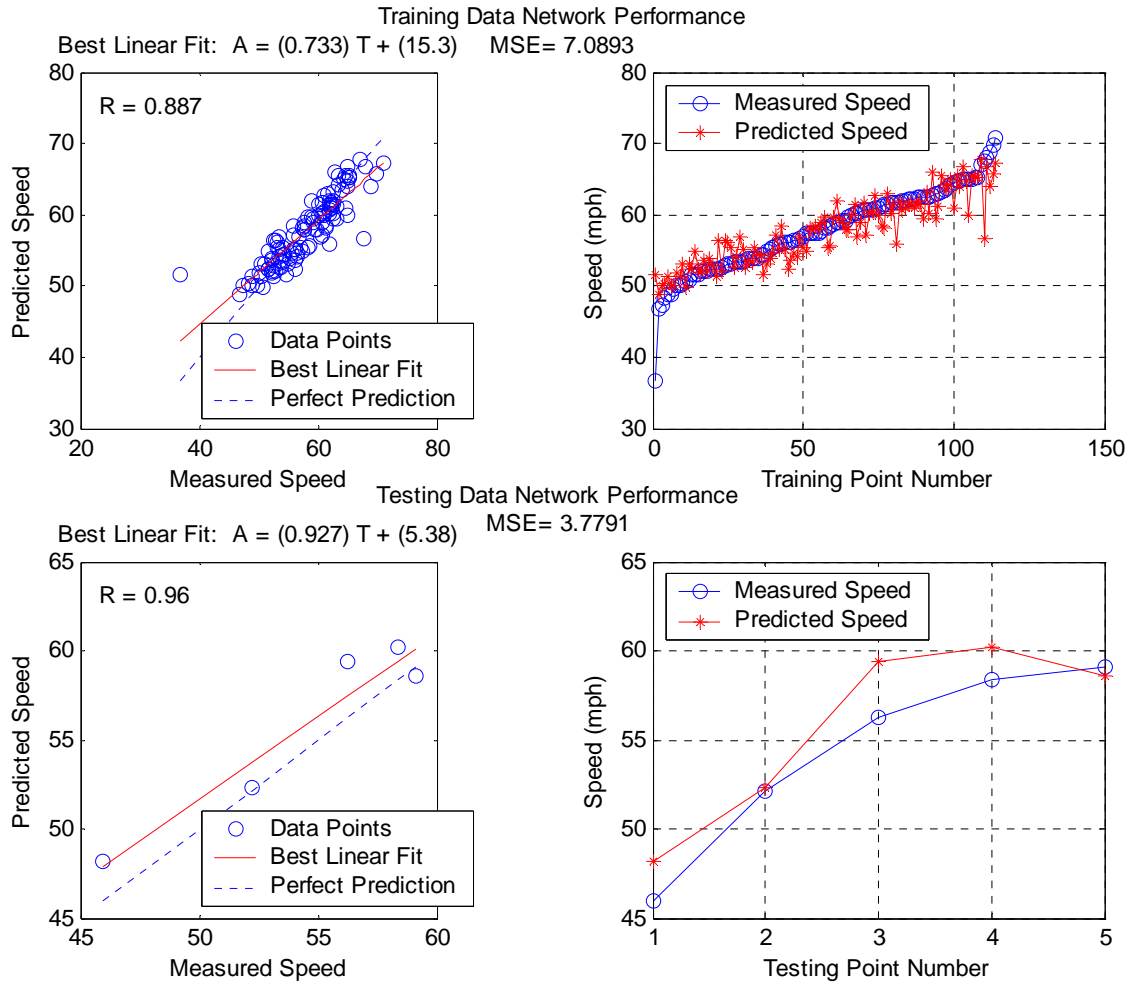 Training Data Network Performance
Best Linear Fit:  A = (0.733) T + (15.3)
MSE= 7.0893
80
70
60
50
40
30
Predicted Speed
R = 0.887
Data Points
Best Linear Fit
Perfect Prediction
20
40
60
80
Measured Speed
80
70
60
50
40
30
Speed (mph)
Measured Speed
Predicted Speed
0
50
100
150
Training Point Number
Testing Data Network Performance
Best Linear Fit:  A = (0.927) T + (5.38)
MSE= 3.7791
65
60
55
50
45
Predicted Speed
R = 0.96
Data Points
Best Linear Fit
Perfect Prediction
45
50
55
60
Measured Speed
65
60
55
50
45
Speed (mph)
Measured Speed
Predicted Speed
1
2
3
4
5
Testing Point Number